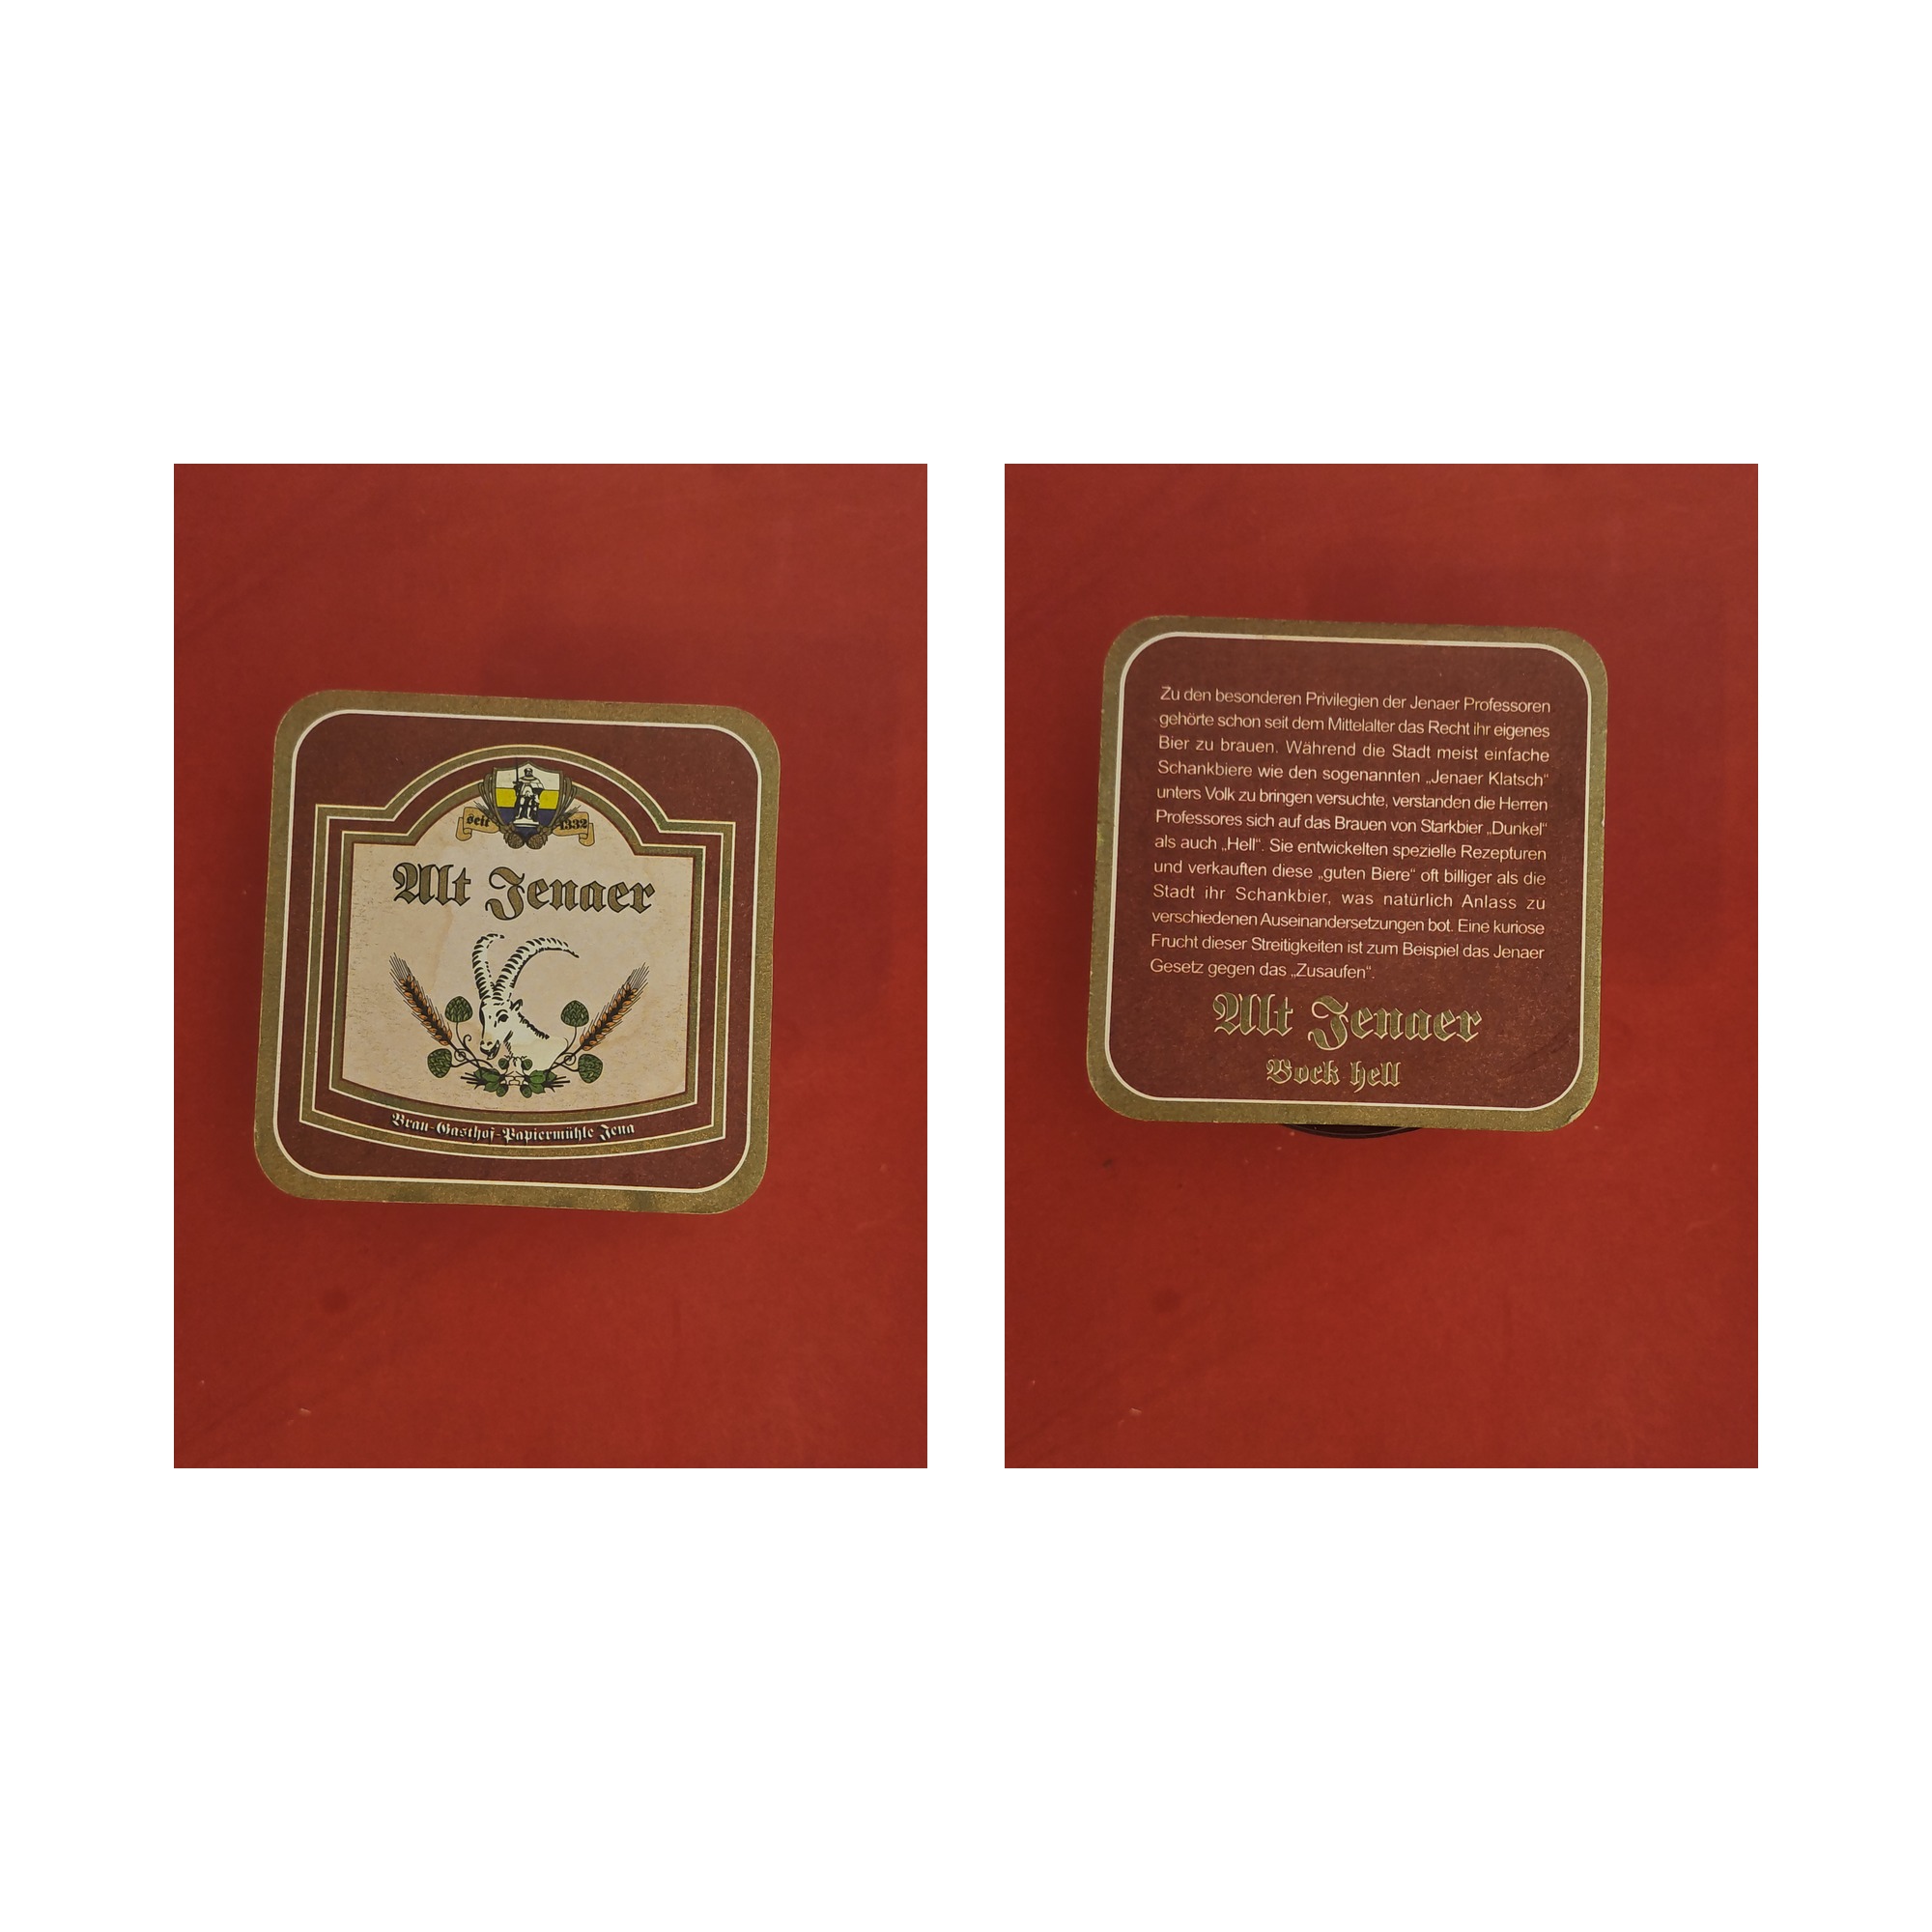 seit 1332
Alt Jenaer
Brau-Gasthof-Papiermühle Jena
Zu den besonderen Privilegien der Jenaer Professoren
gehörte schon seit dem Mittelalter das Recht ihr eigenes
Bier zu brauen. Während die Stadt meist einfache
Schankbiere wie den sogenannten „Jenaer Klatsch“
unters Volk zu bringen versuchte, verstanden die Herren
Professores sich auf das Brauen von Starkbier „Dunkel“
als auch „Hell“. Sie entwickelten spezielle Rezepturen
und verkauften diese „guten Biere“ oft billiger als die
Stadt ihr Schankbier, was natürlich Anlass zu
verschiedenen Auseinandersetzungen bot. Eine kuriose
Frucht dieser Streitigkeiten ist zum Beispiel das Jenaer
Gesetz gegen das „Zusaufen“.
Alt Jenaer
Bock hell